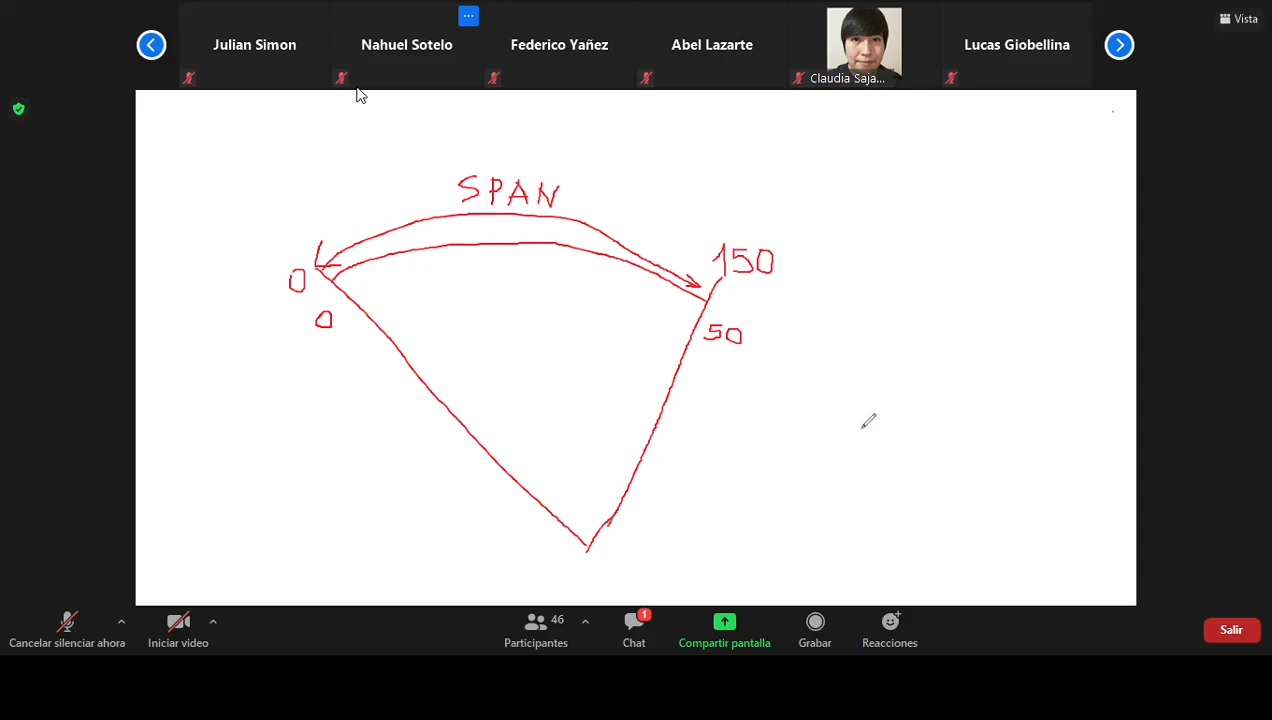 Vista
Julian Simon
Nahuel Sotelo
Federico Yañez
Abel Lazarte
Claudia Saja...
Lucas Giobellina
SPAN
0
150
0
50
46
1
Cancelar silenciar ahora
Iniciar video
Participantes
Chat
Compartir pantalla
Grabar
Reacciones
Salir